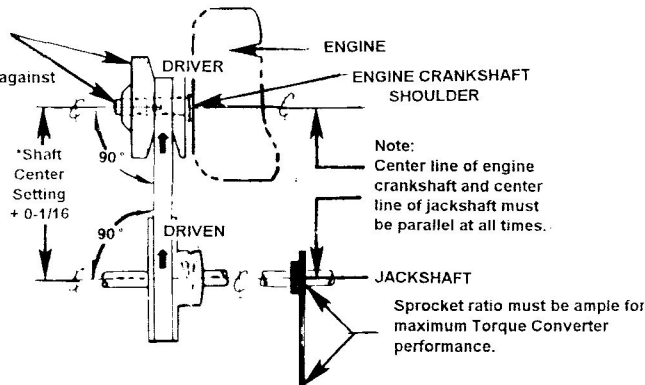 ENGINE
DRIVER
against
ENGINE CRANKSHAFT
SHOULDER
*Shaft
Center
Setting
+ 0-1/16
90°
Note:
Center line of engine
crankshaft and center
line of jackshaft must
be parallel at all times.
90°
DRIVEN
JACKSHAFT
Sprocket ratio must be ample for
maximum Torque Converter
performance.